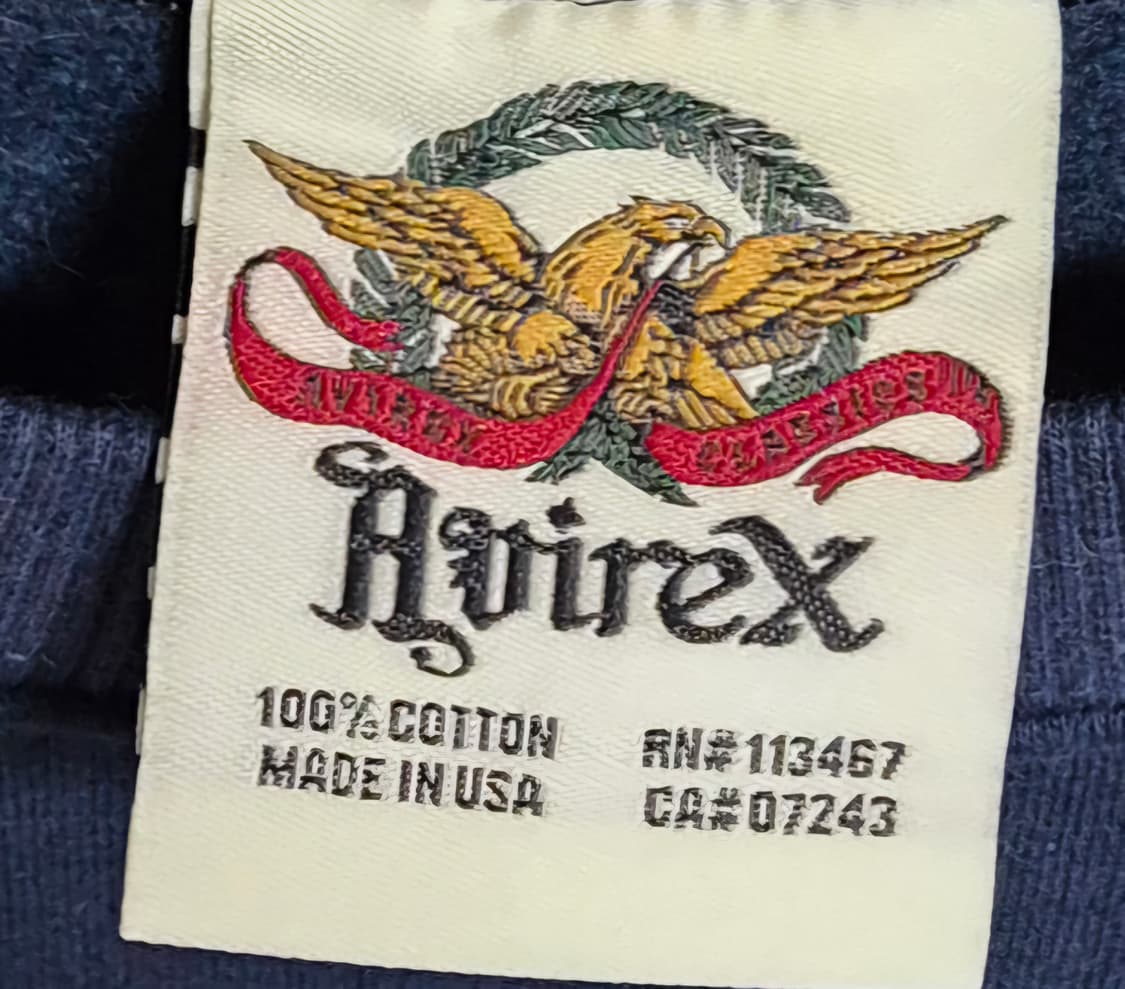 Avirex
100% COTTON
MADE IN USA
RN# 113467
CA# 07243